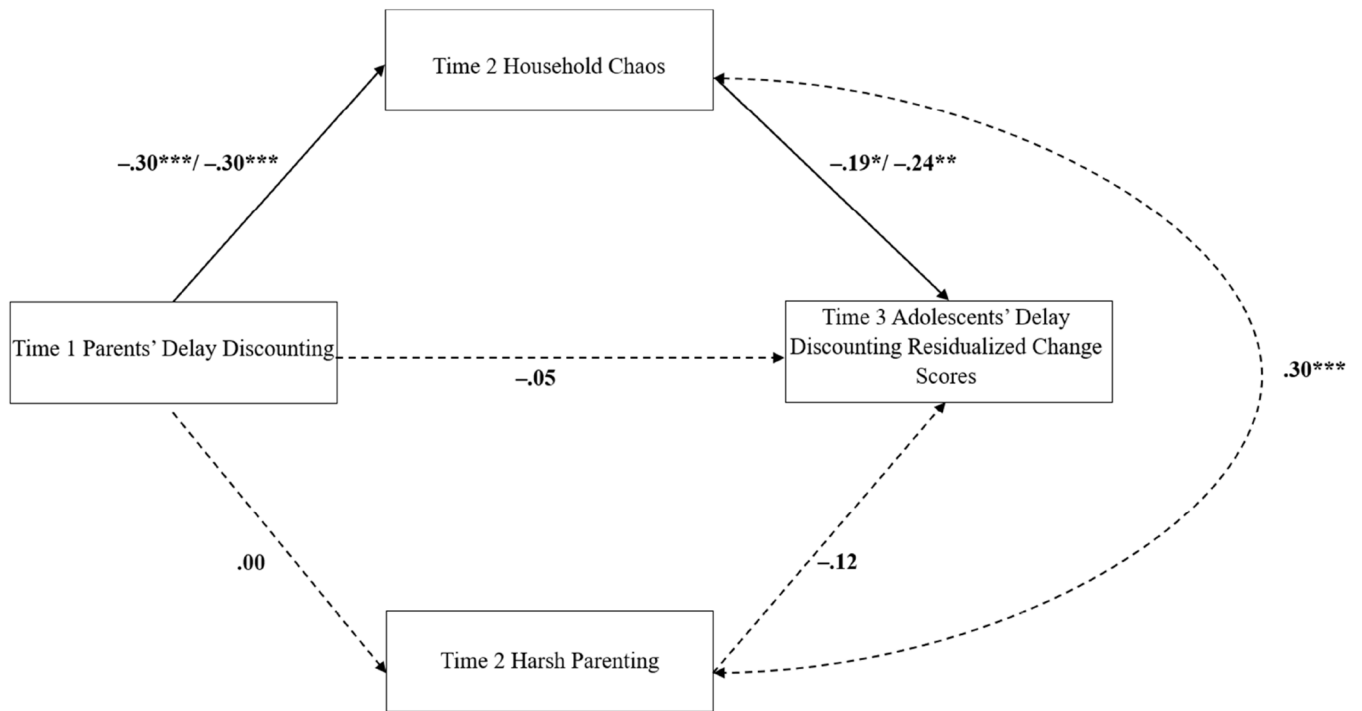 Time 2 Household Chaos
–.30***/ –.30***
–.19*/ –.24**
Time 1 Parents’ Delay Discounting
Time 3 Adolescents’ Delay
Discounting Residualized Change
Scores
–.05
.30***
.00
–.12
Time 2 Harsh Parenting